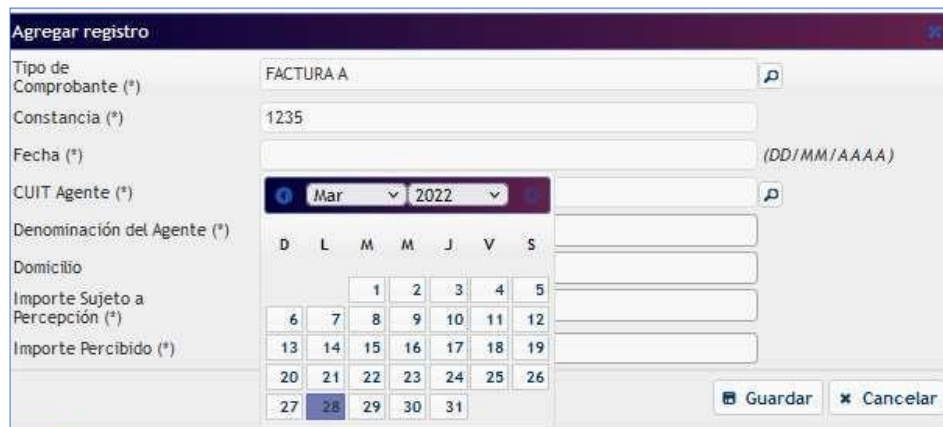 Agregar registro
Tipo de
Comprobante (*)
FACTURA A
Constancia (*)
1235
Fecha (*)
(DD/MM/AAAA)
CUIT Agente (*)
Mar 2022
Denominación del Agente (*)
D L M M J V S
Domicilio
1 2 3 4 5
Importe Sujeto a
Percepción (*)
6 7 8 9 10 11 12
Importe Percibido (*)
13 14 15 16 17 18 19
20 21 22 23 24 25 26
27 28 29 30 31
Guardar Cancelar